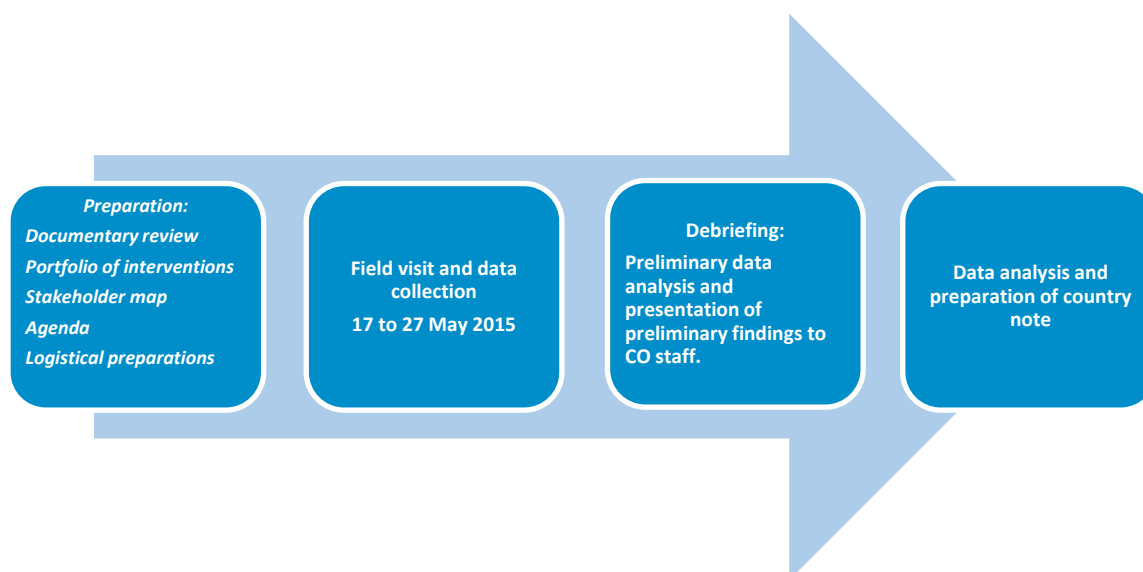 Preparation:
Documentary review
Portfolio of interventions
Stakeholder map
Agenda
Logistical preparations
Field visit and data
collection
17 to 27 May 2015
Debriefing:
Preliminary data
analysis and
presentation of
preliminary findings to
CO staff.
Data analysis and
preparation of country
note